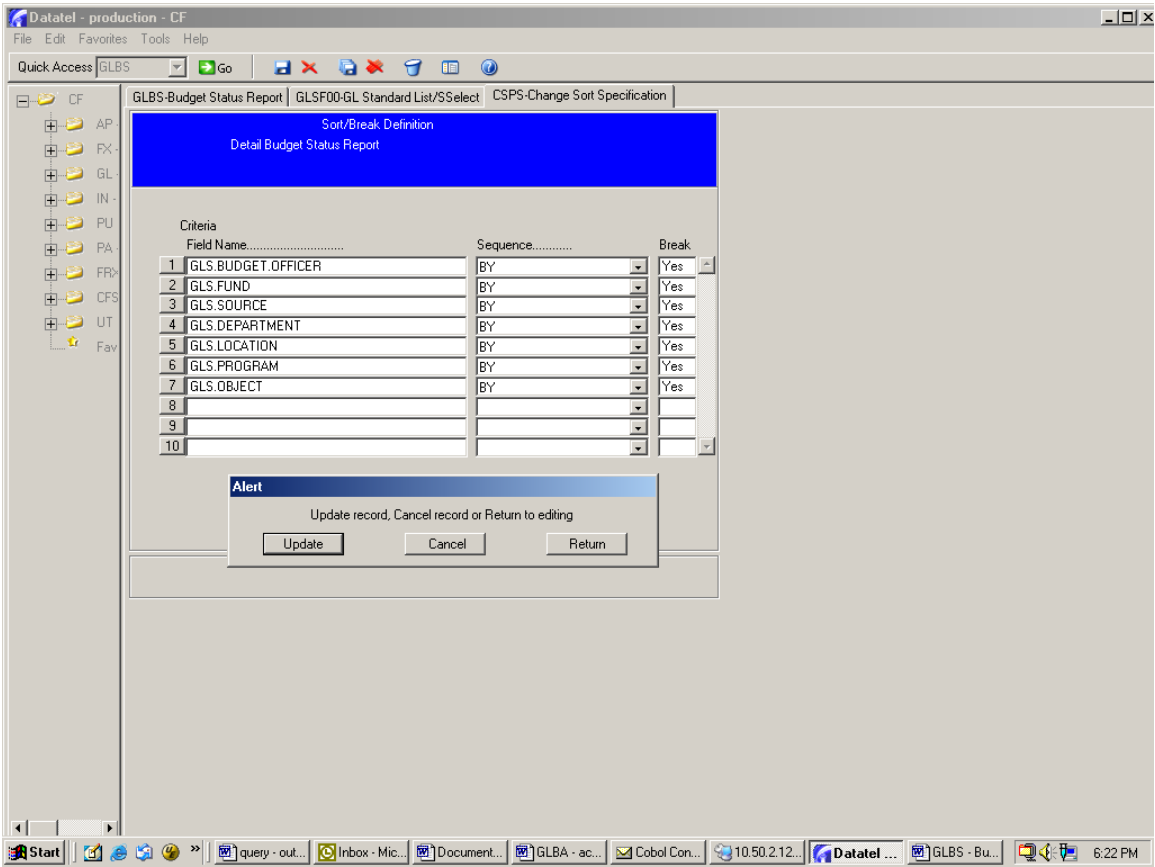 Datatel - production - CF
File Edit Favorites Tools Help
Quick Access GLBS Go
CF
AP -
FX -
GL -
IN -
PU
PA -
FRX
CFS
UT
Fav
GLBS-Budget Status Report GLSF00-GL Standard List/SSelect CSPS-Change Sort Specification
Sort/Break Definition
Detail Budget Status Report
Criteria
Field Name............................ Sequence............ Break
1 GLS.BUDGET.OFFICER BY Yes
2 GLS.FUND BY Yes
3 GLS.SOURCE BY Yes
4 GLS.DEPARTMENT BY Yes
5 GLS.LOCATION BY Yes
6 GLS.PROGRAM BY Yes
7 GLS.OBJECT BY Yes
8
9
10
Alert
Update record, Cancel record or Return to editing
Update Cancel Return
Start » query - out... Inbox - Mic... Document... GLBA - ac... Cobol Con... 10.50.2.12... Datatel ... GLBS - Bu... 6:22 PM